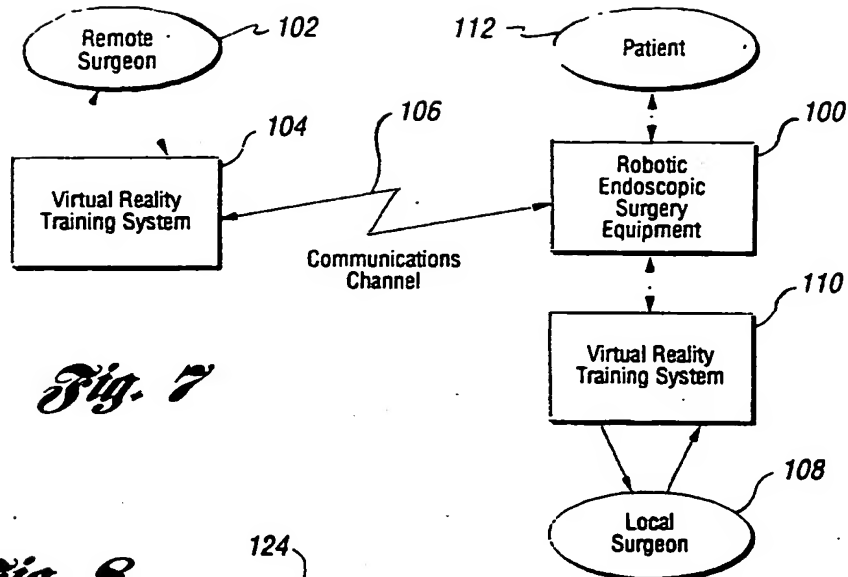 Remote
Surgeon
102
104
Virtual Reality
Training System
106
Communications
Channel
112
Patient
100
Robotic
Endoscopic
Surgery
Equipment
110
Virtual Reality
Training System
108
Local
Surgeon
Fig. 7
124